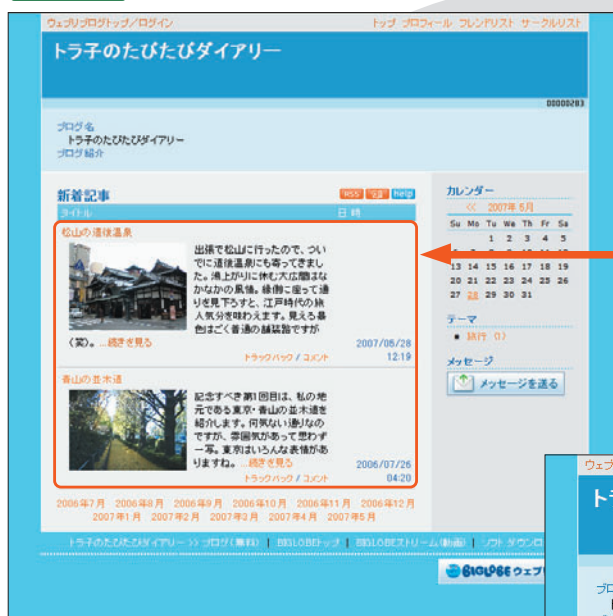 ウェブリブログトップ/ログイン
トップ プロフィール フレンドリスト サークルリスト
トラ子のたびたびダイアリー
00000283
ブログ名
トラ子のたびたびダイアリー
ブログ紹介
新着記事
RSS help
タイトル 日 時
松山の道後温泉
出張で松山に行ったので、つい
でに道後温泉にも寄ってきまし
た。湯上がりに休む大広間はな
かなかの風情。縁側に座って通
りを見下ろすと、江戸時代の旅
人気分を味わえます。見える景
色はごく普通の舗装路ですが
(笑)。...続きを見る
2007/05/28
トラックバック / コメント 12:19
青山の並木道
記念すべき第1回目は、私の地
元である東京・青山の並木道を
紹介します。何気ない通りなの
ですが、雰囲気があって思わず
一写。東京はいろんな表情があ
りますね。...続きを見る
2006/07/26
トラックバック / コメント 04:20
2006年7月 2006年8月 2006年9月 2006年10月 2006年11月 2006年12月
2007年1月 2007年2月 2007年3月 2007年4月 2007年5月
カレンダー
<< 2007年 5月
Su Mo Tu We Th Fr Sa
1 2 3 4 5
13 14 15 16 17 18 19
20 21 22 23 24 25 26
27 28 29 30 31
テーマ
旅行 (2)
メッセージ
メッセージを送る
トラ子のたびたびダイアリー >> ブログ(無料) | BIGLOBEトップ | BIGLOBEストリーム(動画) | ソフト ダウンロ
BIGLOBE ウェブ
ウェブ
トラ
ブロ